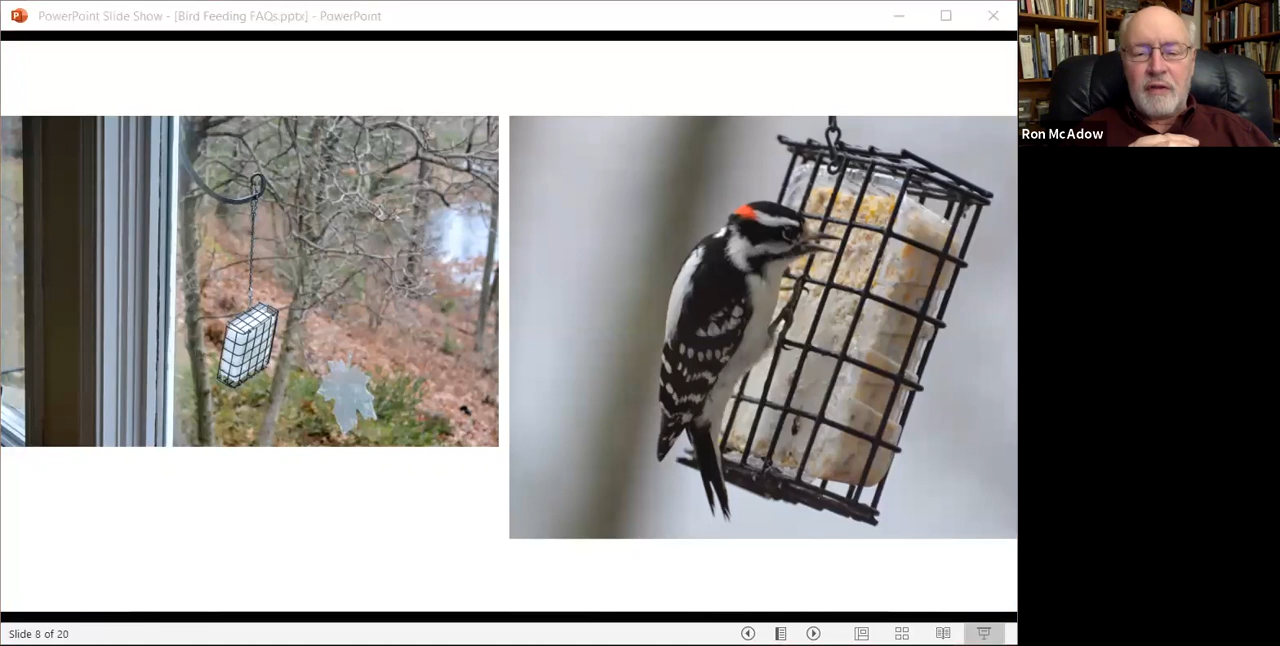 PowerPoint Slide Show - [Bird Feeding FAQs.pptx] - PowerPoint
Ron McAdow
Slide 8 of 20